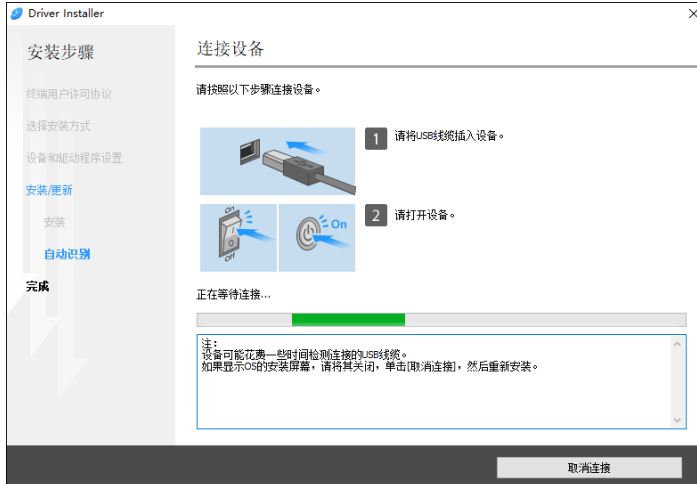 Driver Installer
安装步骤
终端用户许可协议
选择安装方式
设备和驱动程序设置
安装/更新
安装
自动识别
完成
连接设备
请按照以下步骤连接设备。
1 请将USB线缆插入设备。
On
Off
On
2 请打开设备。
正在等待连接...
注：
设备可能花费一些时间检测连接的USB线缆。
如果显示OS的安装屏幕，请将其关闭，单击[取消连接]，然后重新安装。
取消连接